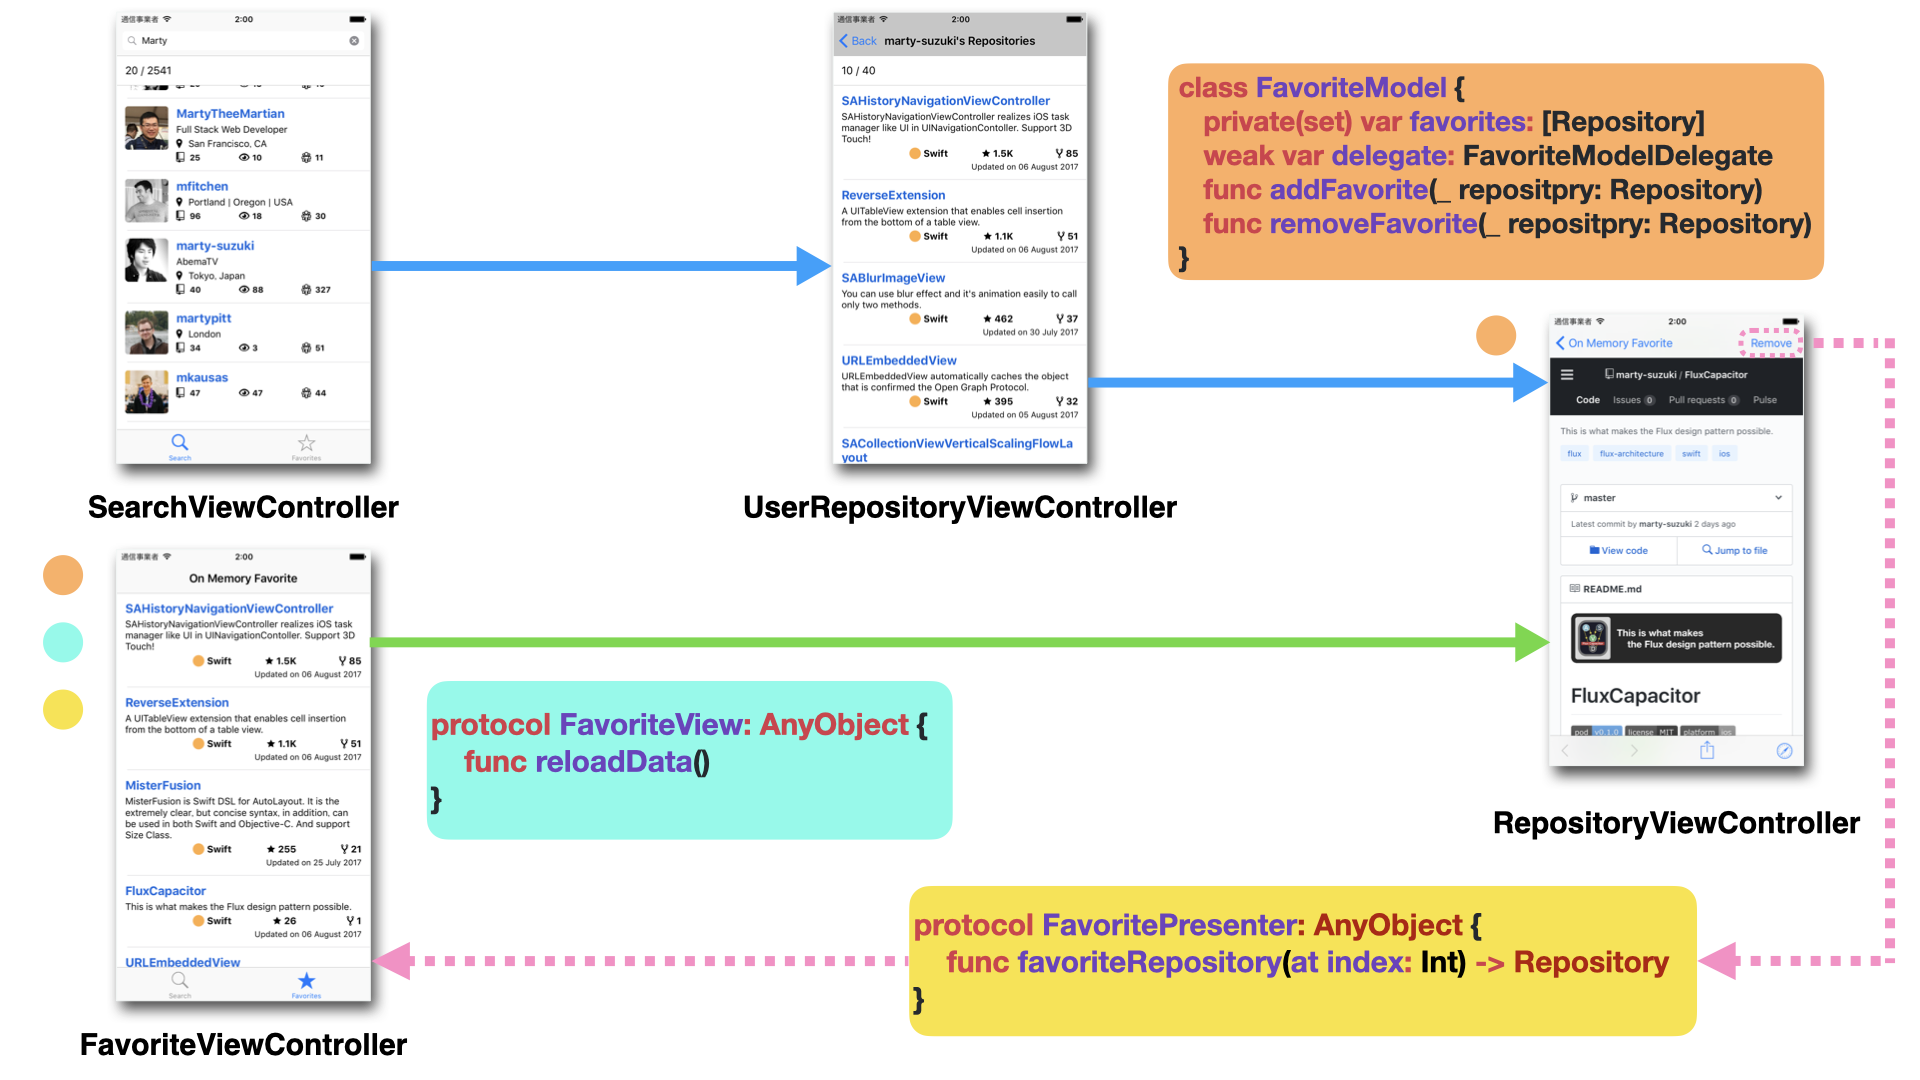 通信事業者 2:00
Marty
20 / 2541
MartyTheeMartian
Full Stack Web Developer
San Francisco, CA
25 10 11
mfitchen
Portland | Oregon | USA
96 18 30
marty-suzuki
AbemaTV
Tokyo, Japan
40 88 327
martypitt
London
34 3 51
mkausas
47 47 44
Search Favorites
SearchViewController
通信事業者 2:00
Back marty-suzuki's Repositories
10 / 40
SAHistoryNavigationViewController
SAHistoryNavigationViewController realizes iOS task
manager like UI in UINavigationContoller. Support 3D
Touch!
Swift ★ 1.5K 85
Updated on 06 August 2017
ReverseExtension
A UITableView extension that enables cell insertion
from the bottom of a table view.
Swift ★ 1.1K 51
Updated on 06 August 2017
SABlurImageView
You can use blur effect and it's animation easily to call
only two methods.
Swift ★ 462 37
Updated on 30 July 2017
URLEmbeddedView
URLEmbeddedView automatically caches the object
that is confirmed the Open Graph Protocol.
Swift ★ 395 32
Updated on 05 August 2017
SACollectionViewVerticalScalingFlowLa
yout
UserRepositoryViewController
class FavoriteModel {
private(set) var favorites: [Repository]
weak var delegate: FavoriteModelDelegate
func addFavorite(_ repositpry: Repository)
func removeFavorite(_ repositpry: Repository)
}
通信事業者 2:00
On Memory Favorite Remove
marty-suzuki / FluxCapacitor
Code Issues 0 Pull requests 0 Pulse
This is what makes the Flux design pattern possible.
flux flux-architecture swift ios
master
Latest commit by marty-suzuki 2 days ago
View code Jump to file
README.md
This is what makes
the Flux design pattern possible.
FluxCapacitor
pod v0.1.0 license MIT platform ios
RepositoryViewController
通信事業者 2:00
On Memory Favorite
SAHistoryNavigationViewController
SAHistoryNavigationViewController realizes iOS task
manager like UI in UINavigationContoller. Support 3D
Touch!
Swift ★ 1.5K 85
Updated on 06 August 2017
ReverseExtension
A UITableView extension that enables cell insertion
from the bottom of a table view.
Swift ★ 1.1K 51
Updated on 06 August 2017
MisterFusion
MisterFusion is Swift DSL for AutoLayout. It is the
extremely clear, but concise syntax, in addition, can
be used in both Swift and Objective-C. And support
Size Class.
Swift ★ 255 21
Updated on 25 July 2017
FluxCapacitor
This is what makes the Flux design pattern possible.
Swift ★ 26 1
Updated on 06 August 2017
URLEmbeddedView
Search Favorites
FavoriteViewController
protocol FavoriteView: AnyObject {
func reloadData()
}
protocol FavoritePresenter: AnyObject {
func favoriteRepository(at index: Int) -> Repository
}